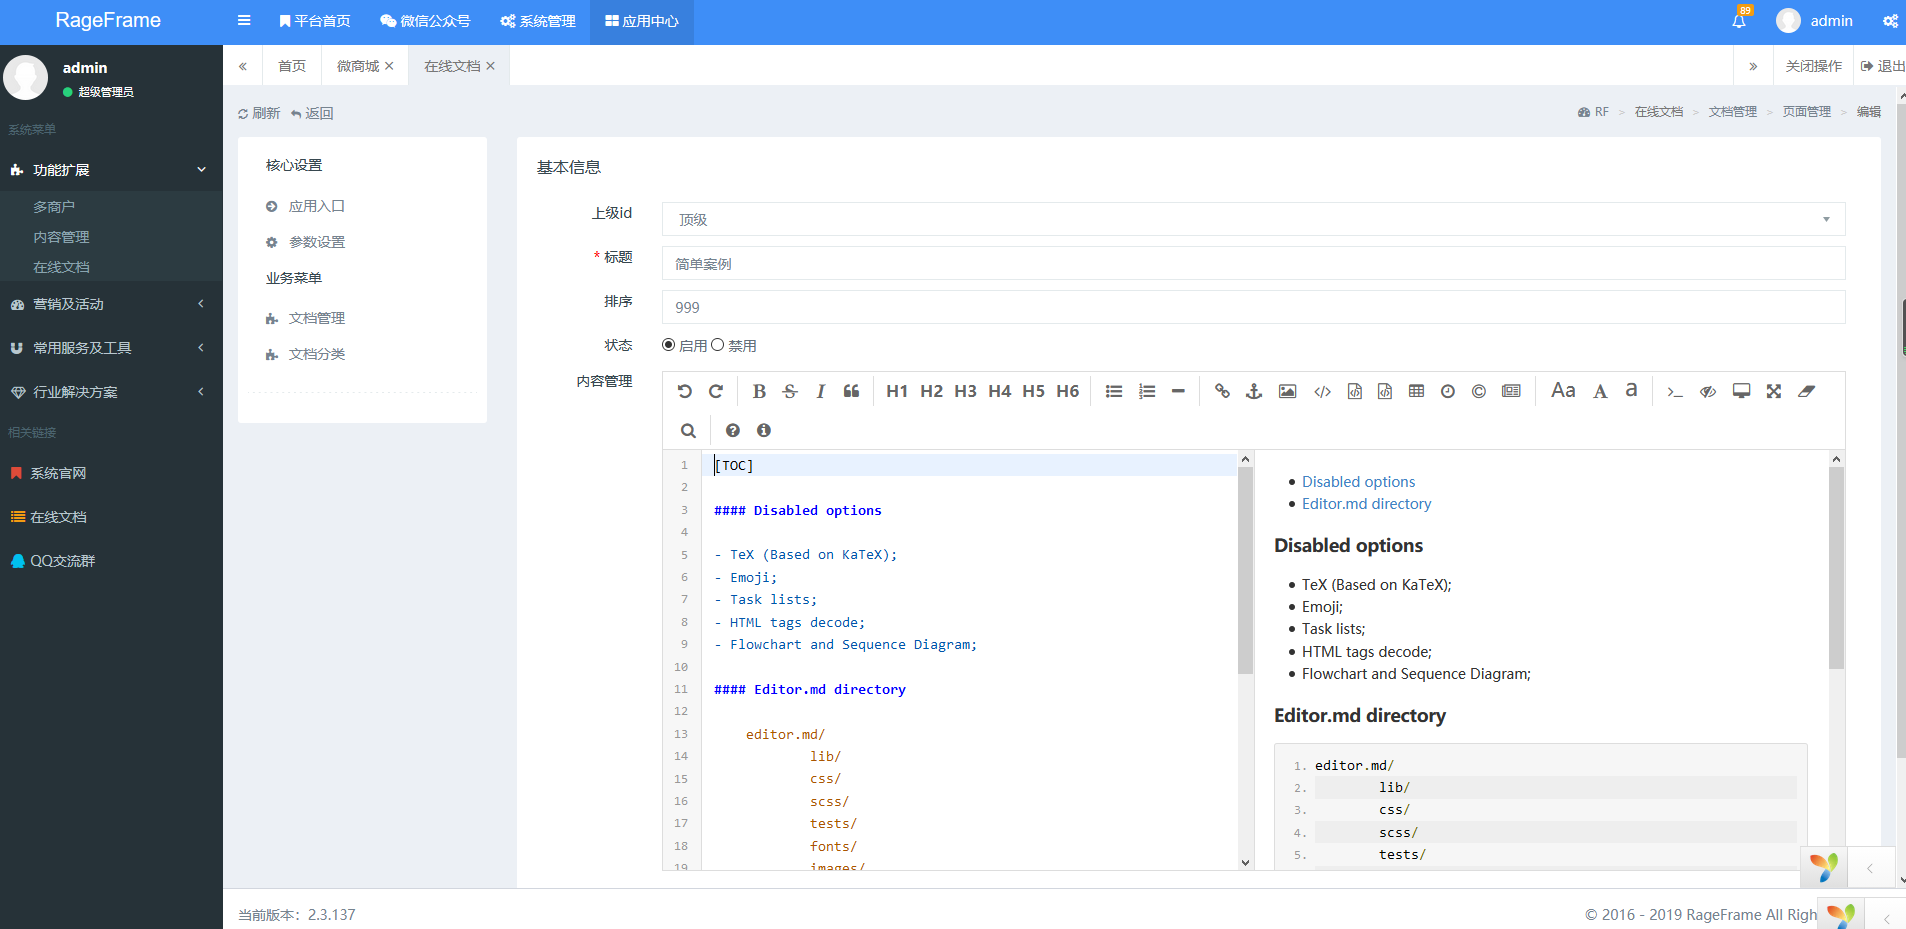 RageFrame
平台首页
微信公众号
系统管理
应用中心
89
admin
admin
超级管理员
系统菜单
功能扩展
多商户
内容管理
在线文档
营销及活动
常用服务及工具
行业解决方案
相关链接
系统官网
在线文档
QQ交流群
首页
微商城
在线文档
关闭操作
退出
刷新
返回
RF > 在线文档 > 文档管理 > 页面管理 > 编辑
核心设置
应用入口
参数设置
业务菜单
文档管理
文档分类
基本信息
上级id
顶级
* 标题
简单案例
排序
999
状态
启用 禁用
内容管理
B S I H1 H2 H3 H4 H5 H6 Aa A a
1 [TOC]
2
3 #### Disabled options
4
5 - TeX (Based on KaTeX);
6 - Emoji;
7 - Task lists;
8 - HTML tags decode;
9 - Flowchart and Sequence Diagram;
10
11 #### Editor.md directory
12
13 editor.md/
14 lib/
15 css/
16 scss/
17 tests/
18 fonts/
19 images/
Disabled options
Editor.md directory
Disabled options
TeX (Based on KaTeX);
Emoji;
Task lists;
HTML tags decode;
Flowchart and Sequence Diagram;
Editor.md directory
1. editor.md/
2. lib/
3. css/
4. scss/
5. tests/
当前版本：2.3.137
© 2016 - 2019 RageFrame All Righ